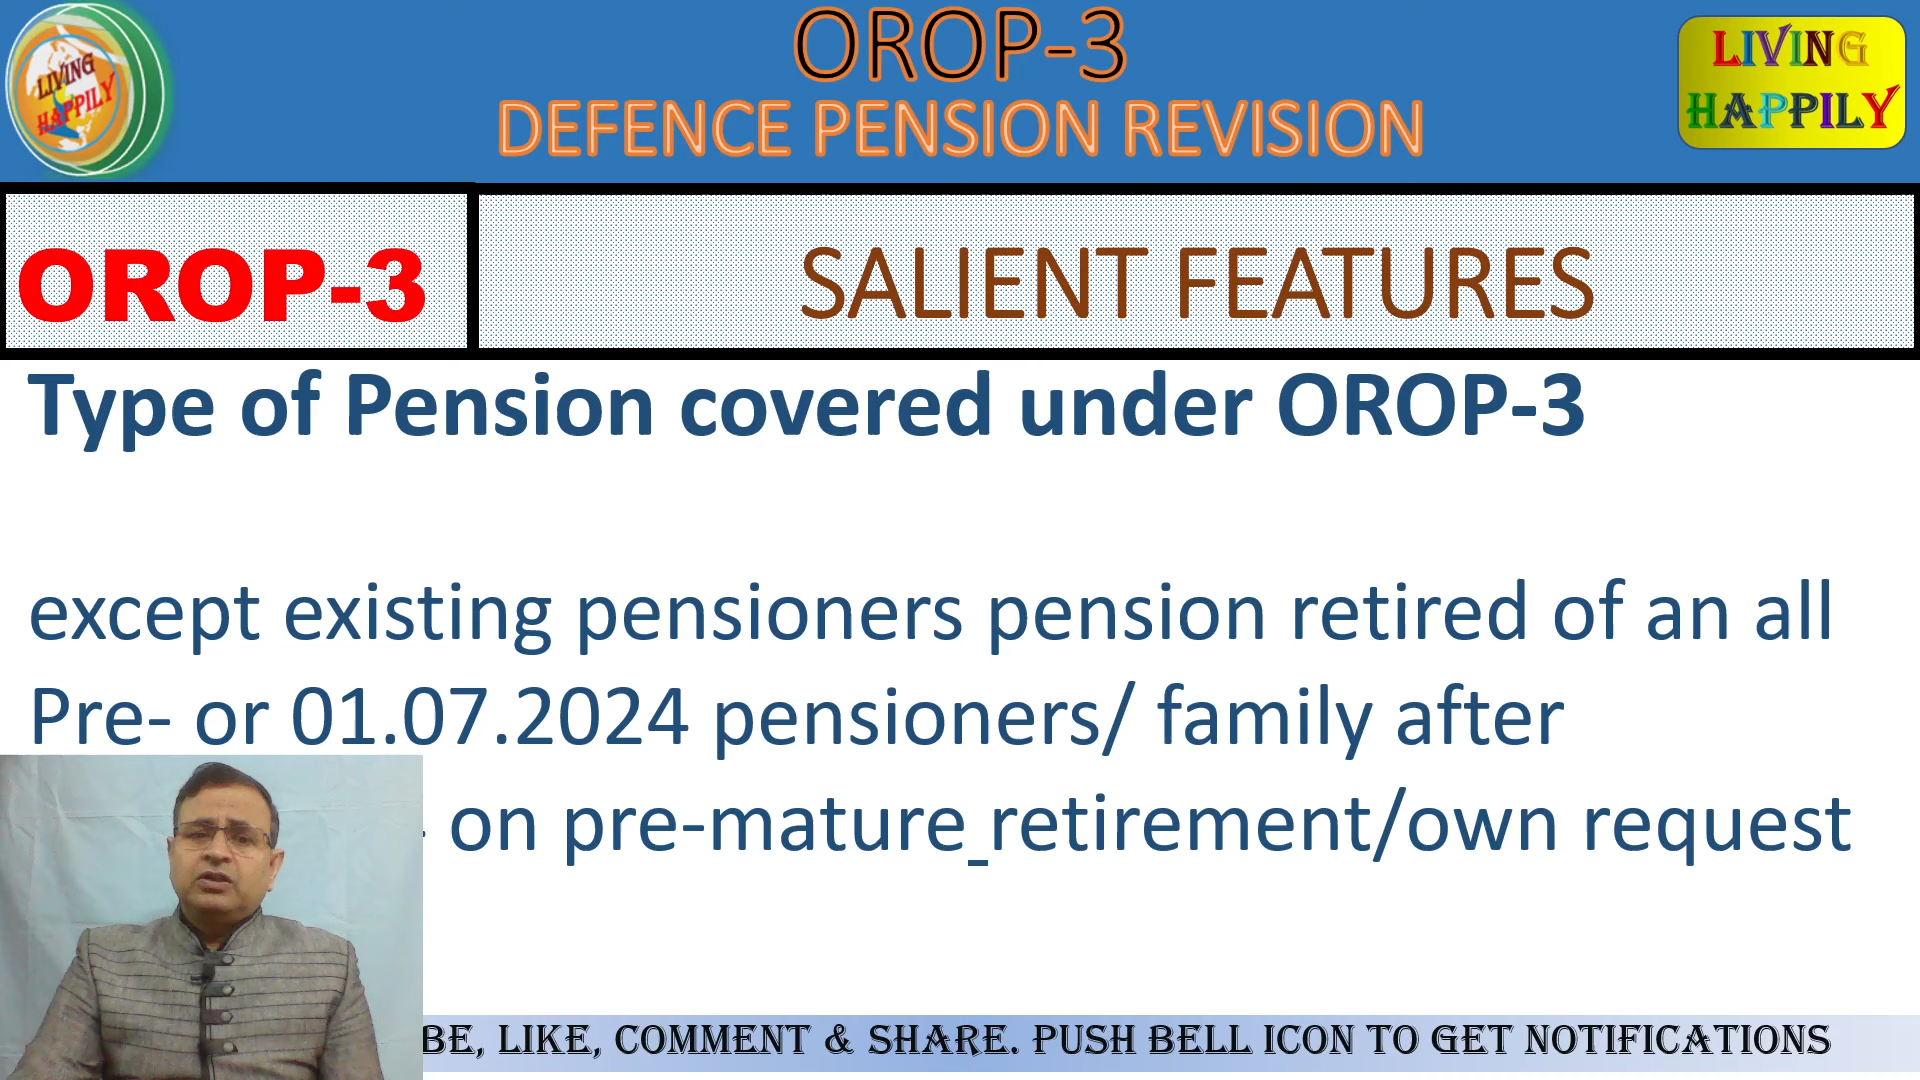 LIVING
HAPPILY
OROP-3
DEFENCE PENSION REVISION
LIVING
HAPPILY
OROP-3
SALIENT FEATURES
Type of Pension covered under OROP-3
except existing pensioners pension retired of an all
Pre- or 01.07.2024 pensioners/ family after
on pre-mature retirement/own request
BE, LIKE, COMMENT & SHARE. PUSH BELL ICON TO GET NOTIFICATIONS